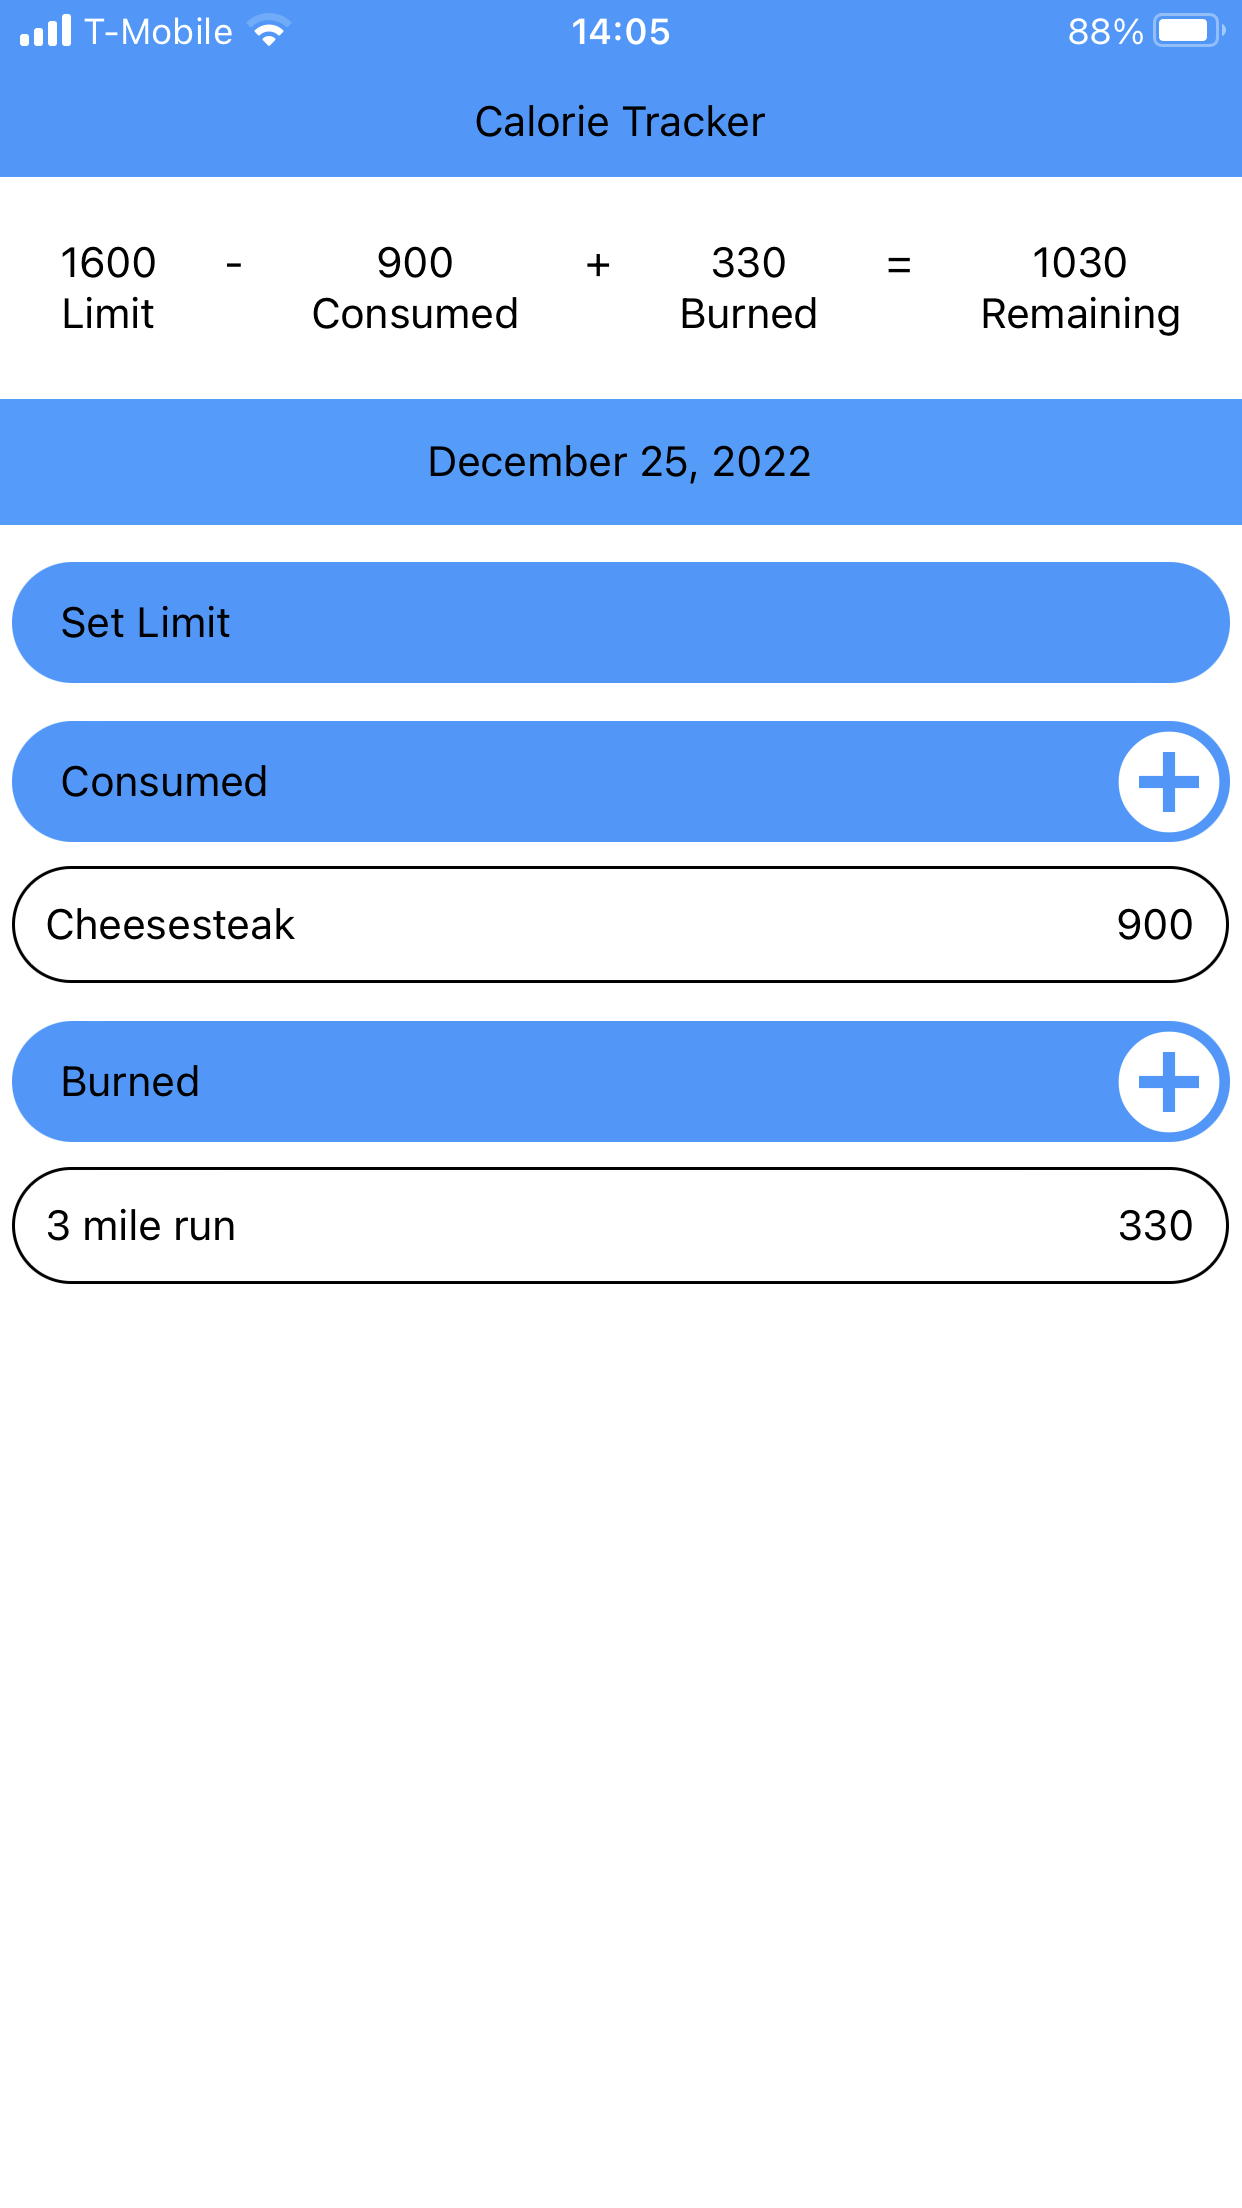 T-Mobile 14:05 88%
Calorie Tracker
1600 - 900 + 330 = 1030
Limit Consumed Burned Remaining
December 25, 2022
Set Limit
Consumed
Cheesesteak 900
Burned
3 mile run 330